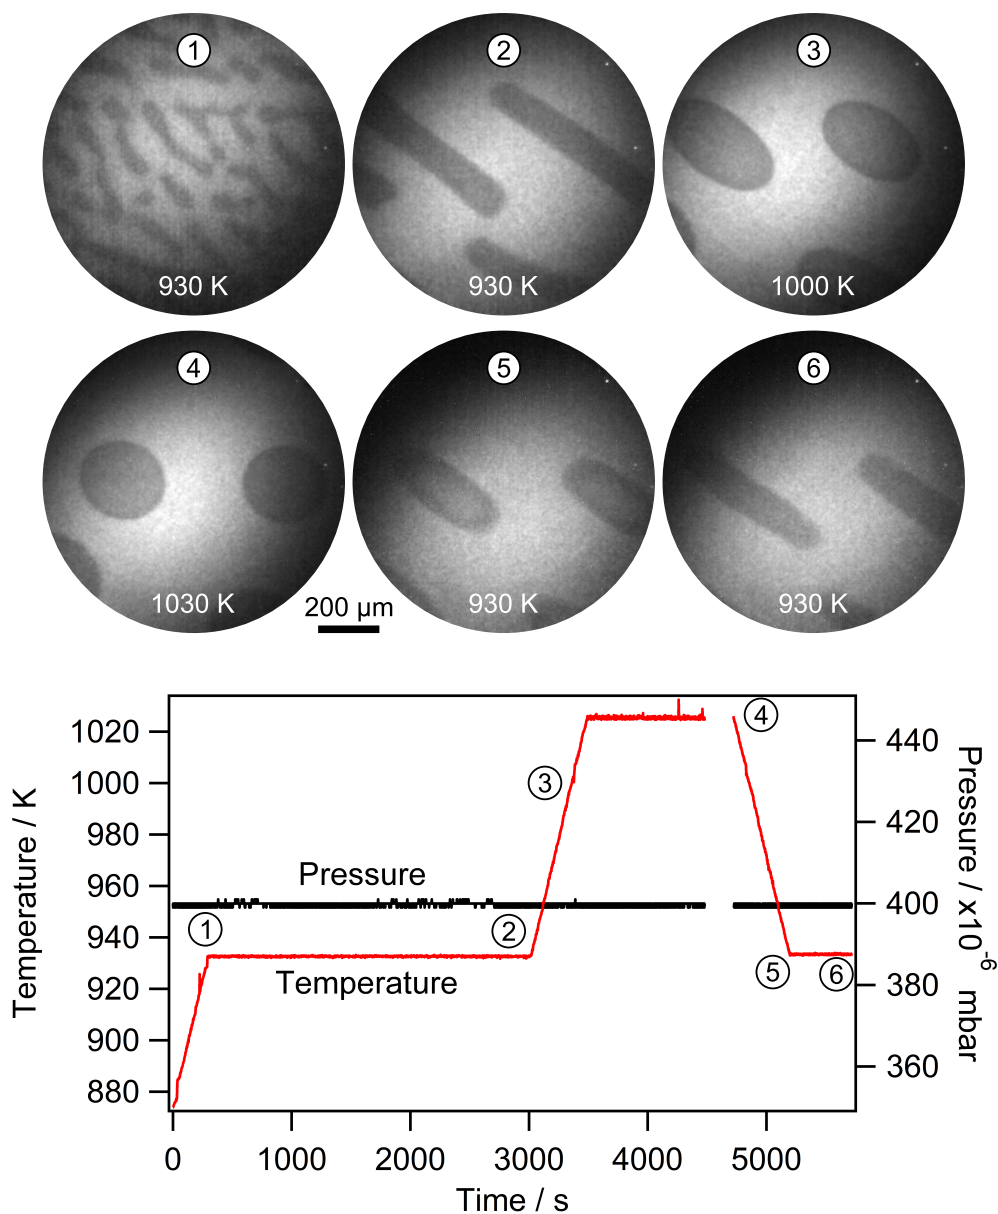 ① ② ③
930 K 930 K 1000 K
④ ⑤ ⑥
1030 K 930 K 930 K
200 µm
1020
1000
980
960
940
920
900
880
Temperature / K
440
420
400
380
360
Pressure / x10⁻⁶ mbar
③ ④
Pressure
① ②
Temperature
⑤ ⑥
0 1000 2000 3000 4000 5000
Time / s